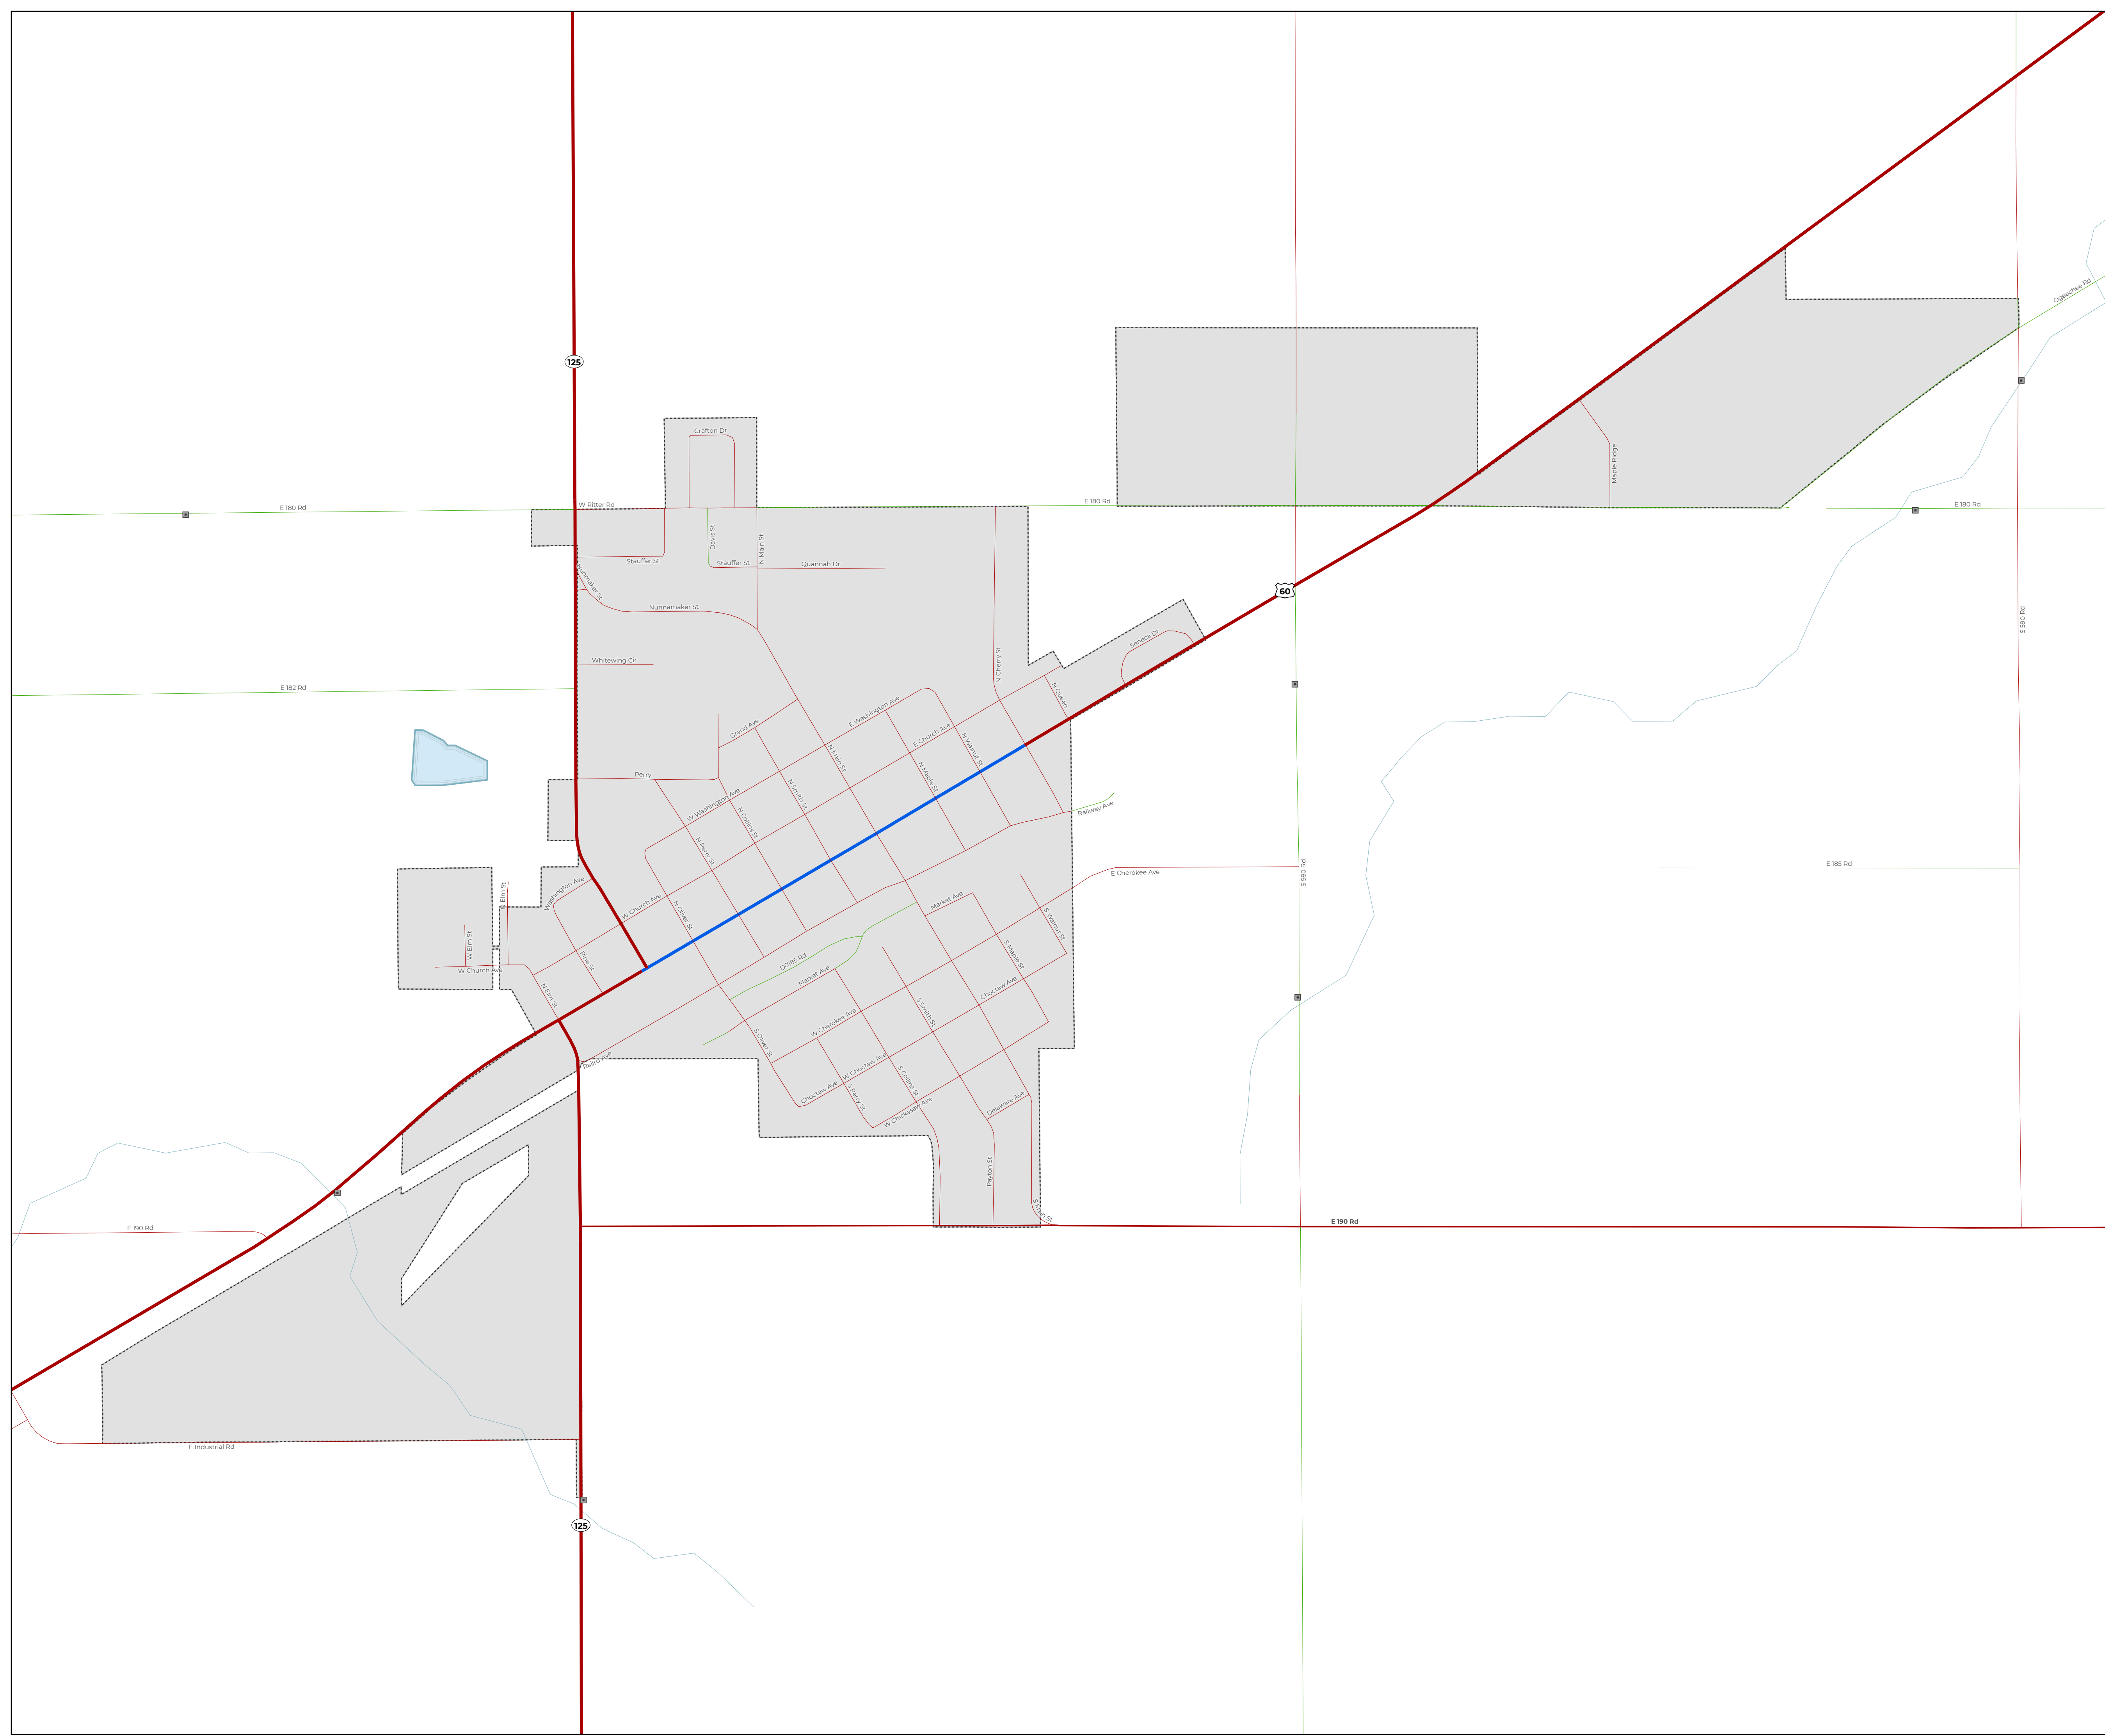 Ogeechee Rd
125
Crafton Dr
Maple Ridge
E 180 Rd
W Ritter Rd
E 180 Rd
E 180 Rd
Davis St
N Main St
Stauffer St
Stauffer St
Quannah Dr
Nunmaker St
60
Nunnamaker St
S 590 Rd
Seneca Dr
Whitewing Cir
N Cherry St
E 182 Rd
N Queen
E Washington Ave
Grand Ave
E Church Ave
N Walnut St
N Main St
Perry
N Maple St
N Smith St
W Washington Ave
Railway Ave
N Colins St
N Perry St
E 185 Rd
E Cherokee Ave
S 580 Rd
Washington Ave
N Elm St
Market Ave
W Church Ave
N Oliver St
S Walnut St
W Elm St
S Maple St
D0185 Rd
Pine St
W Church Ave
Market Ave
Choctaw Ave
N Elm St
S Smith St
W Cherokee Ave
S Oliver St
Railrd Ave
W Choctaw Ave
S Colins St
Choctaw Ave
S Perry St
Delaware Ave
W Chickasaw Ave
Payton St
S Main St
E 190 Rd
E 190 Rd
E Industrial Rd
125